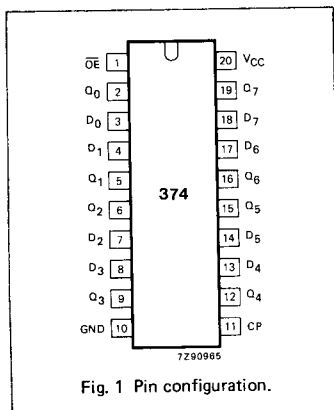 OE 1 20 VCC
Q0 2 19 Q7
D0 3 18 D7
D1 4 17 D6
Q1 5 16 Q6
374
Q2 6 15 Q5
D2 7 14 D5
D3 8 13 D4
Q3 9 12 Q4
GND 10 11 CP
7Z90965
Fig. 1 Pin configuration.